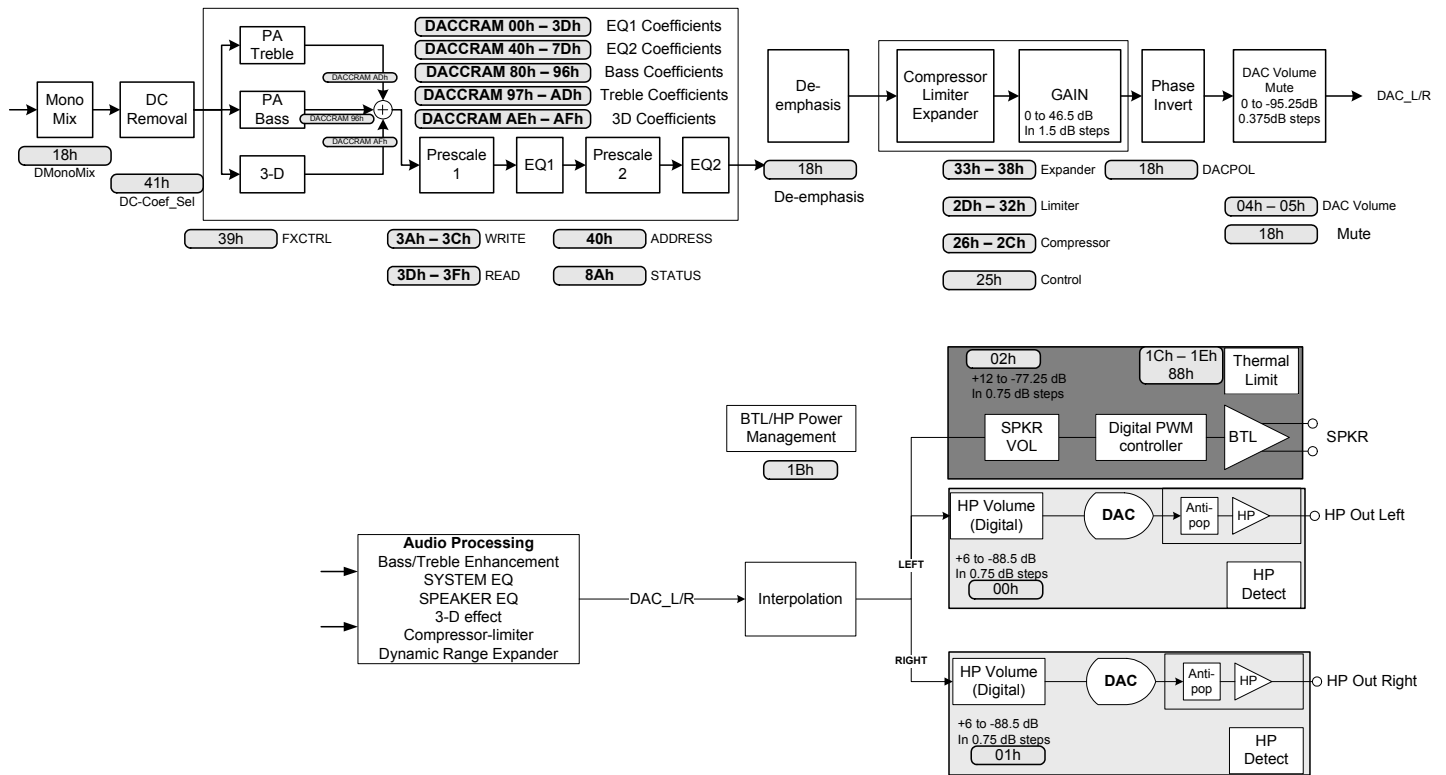 PA
Treble
DACCRAM 00h – 3Dh EQ1 Coefficients
DACCRAM 40h – 7Dh EQ2 Coefficients
DACCRAM 80h – 96h Bass Coefficients
DACCRAM 97h – ADh Treble Coefficients
DACCRAM AEh – AFh 3D Coefficients
DACCRAM ADh
Mono
Mix
DC
Removal
PA
Bass
DACCRAM 96h
DACCRAM AFh
3-D
Prescale
1
EQ1
Prescale
2
EQ2
18h
DMonoMix
41h
DC-Coef_Sel
39h FXCTRL
3Ah – 3Ch WRITE
40h ADDRESS
3Dh – 3Fh READ
8Ah STATUS
De-
emphasis
18h
De-emphasis
Compressor
Limiter
Expander
GAIN
0 to 46.5 dB
In 1.5 dB steps
Phase
Invert
DAC Volume
Mute
0 to -95.25dB
0.375dB steps
DAC_L/R
33h – 38h Expander
18h DACPOL
2Dh – 32h Limiter
04h – 05h DAC Volume
26h – 2Ch Compressor
18h Mute
25h Control
02h
+12 to -77.25 dB
In 0.75 dB steps
1Ch – 1Eh
88h
Thermal
Limit
BTL/HP Power
Management
1Bh
SPKR
VOL
Digital PWM
controller
BTL
SPKR
HP Volume
(Digital)
DAC
Anti-
pop
HP
HP Out Left
+6 to -88.5 dB
In 0.75 dB steps
00h
HP
Detect
Audio Processing
Bass/Treble Enhancement
SYSTEM EQ
SPEAKER EQ
3-D effect
Compressor-limiter
Dynamic Range Expander
DAC_L/R
Interpolation
LEFT
RIGHT
HP Volume
(Digital)
DAC
Anti-
pop
HP
HP Out Right
+6 to -88.5 dB
In 0.75 dB steps
01h
HP
Detect